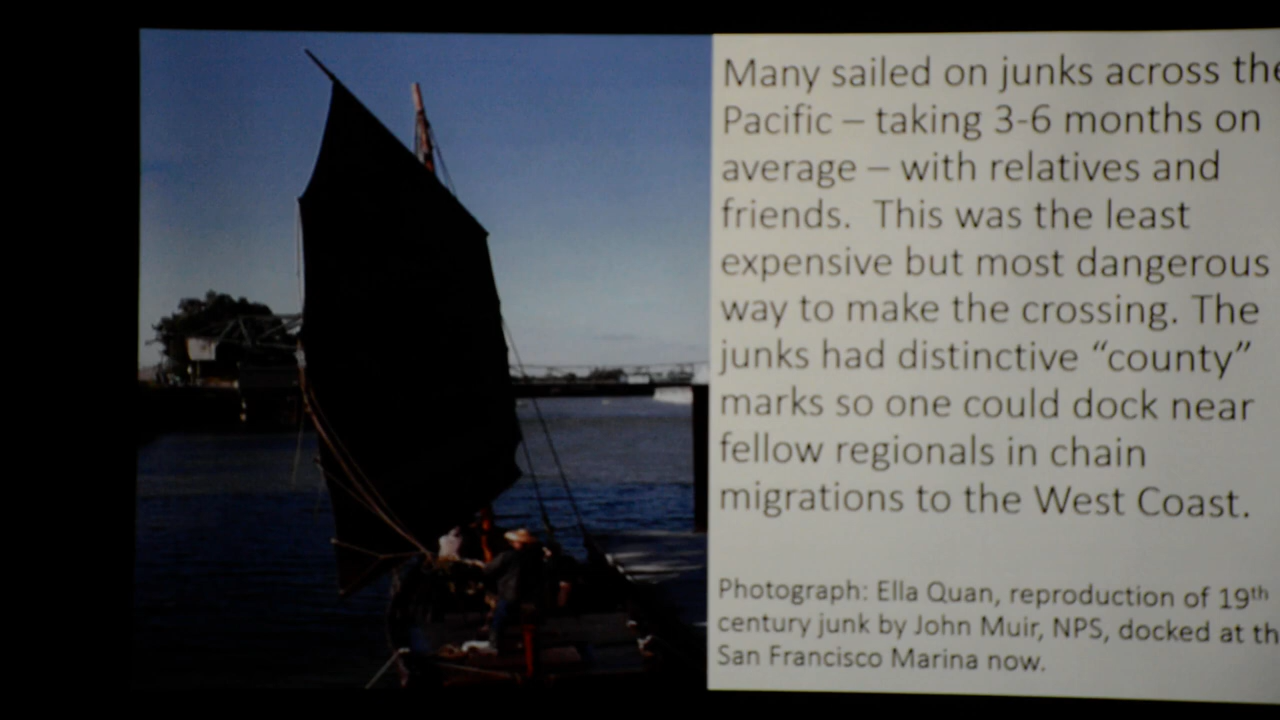 Many sailed on junks across the
Pacific – taking 3-6 months on
average – with relatives and
friends.  This was the least
expensive but most dangerous
way to make the crossing. The
junks had distinctive “county”
marks so one could dock near
fellow regionals in chain
migrations to the West Coast.
Photograph: Ella Quan, reproduction of 19th
century junk by John Muir, NPS, docked at th
San Francisco Marina now.